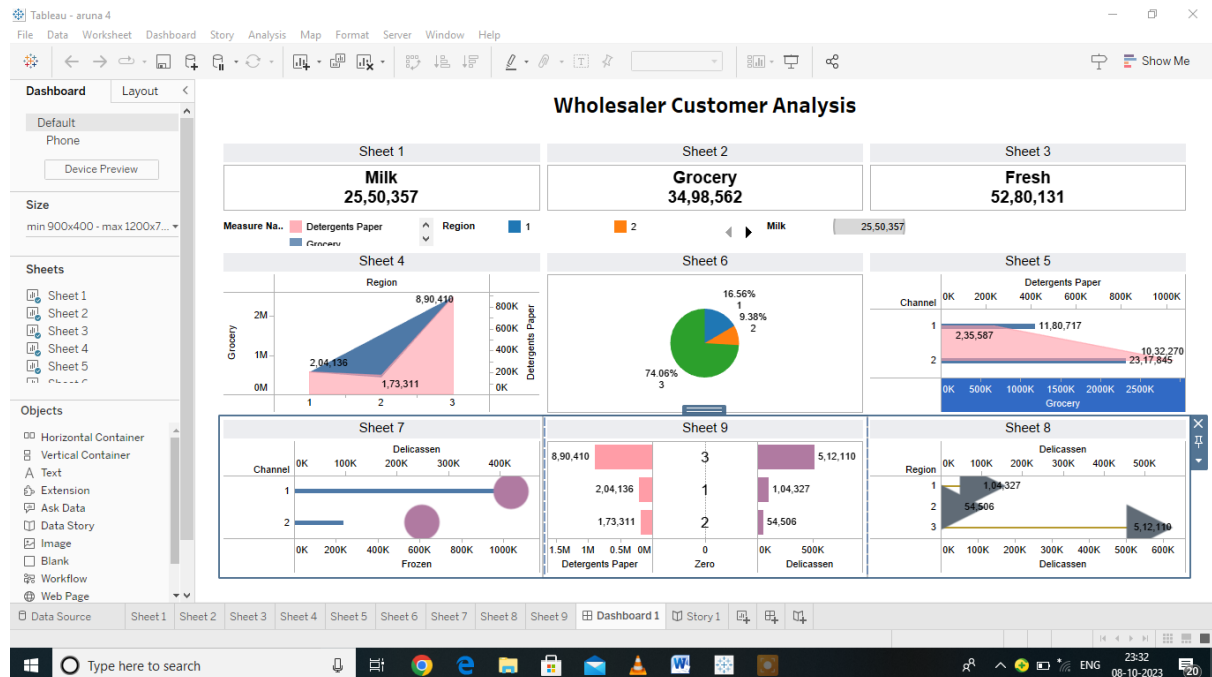 Tableau - aruna 4
File Data Worksheet Dashboard Story Analysis Map Format Server Window Help
Show Me
Dashboard Layout
Default
Phone
Device Preview
Size
min 900x400 - max 1200x7...
Sheets
Sheet 1
Sheet 2
Sheet 3
Sheet 4
Sheet 5
Objects
Horizontal Container
Vertical Container
A Text
Extension
Ask Data
Data Story
Image
Blank
Workflow
Web Page
Wholesaler Customer Analysis
Sheet 1
Milk
25,50,357
Sheet 2
Grocery
34,98,562
Sheet 3
Fresh
52,80,131
Measure Na.. Detergents Paper
Grocery
Region 1 2
Milk 25,50,357
Sheet 4
Region
8,90,410
2,04,136
1,73,311
2M
1M
0M
Grocery
800K
600K
400K
200K
0K
Detergents Paper
1 2 3
Sheet 6
16.56%
1
9.38%
2
74.06%
3
Sheet 5
Detergents Paper
Channel 0K 200K 400K 600K 800K 1000K
1 11,80,717
2,35,587
10,32,270
2 23,17,845
0K 500K 1000K 1500K 2000K 2500K
Grocery
Sheet 7
Delicassen
Channel 0K 100K 200K 300K 400K
1
2
0K 200K 400K 600K 800K 1000K
Frozen
Sheet 9
8,90,410 3 5,12,110
2,04,136 1 1,04,327
1,73,311 2 54,506
1.5M 1M 0.5M 0M 0 0K 500K
Detergents Paper Zero Delicassen
Sheet 8
Delicassen
Region 0K 100K 200K 300K 400K 500K
1 1,04,327
2 54,506
3 5,12,110
0K 100K 200K 300K 400K 500K 600K
Delicassen
Data Source Sheet 1 Sheet 2 Sheet 3 Sheet 4 Sheet 5 Sheet 6 Sheet 7 Sheet 8 Sheet 9 Dashboard 1 Story 1
Type here to search
ENG
23:32
08-10-2023
20